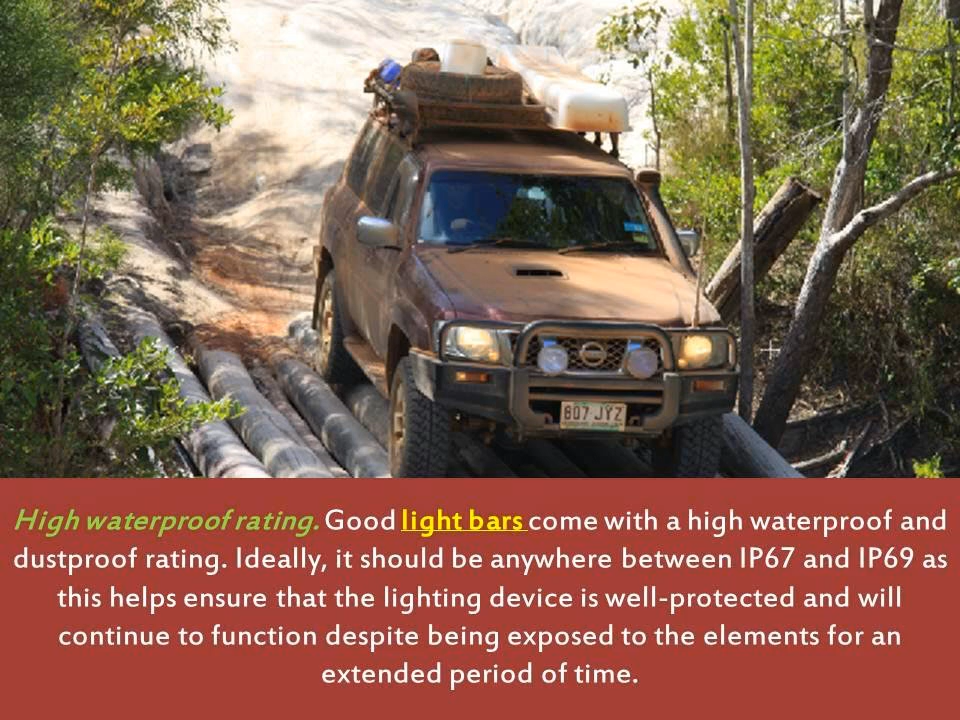 807 JYZ
High waterproof rating. Good light bars come with a high waterproof and
dustproof rating. Ideally, it should be anywhere between IP67 and IP69 as
this helps ensure that the lighting device is well-protected and will
continue to function despite being exposed to the elements for an
extended period of time.